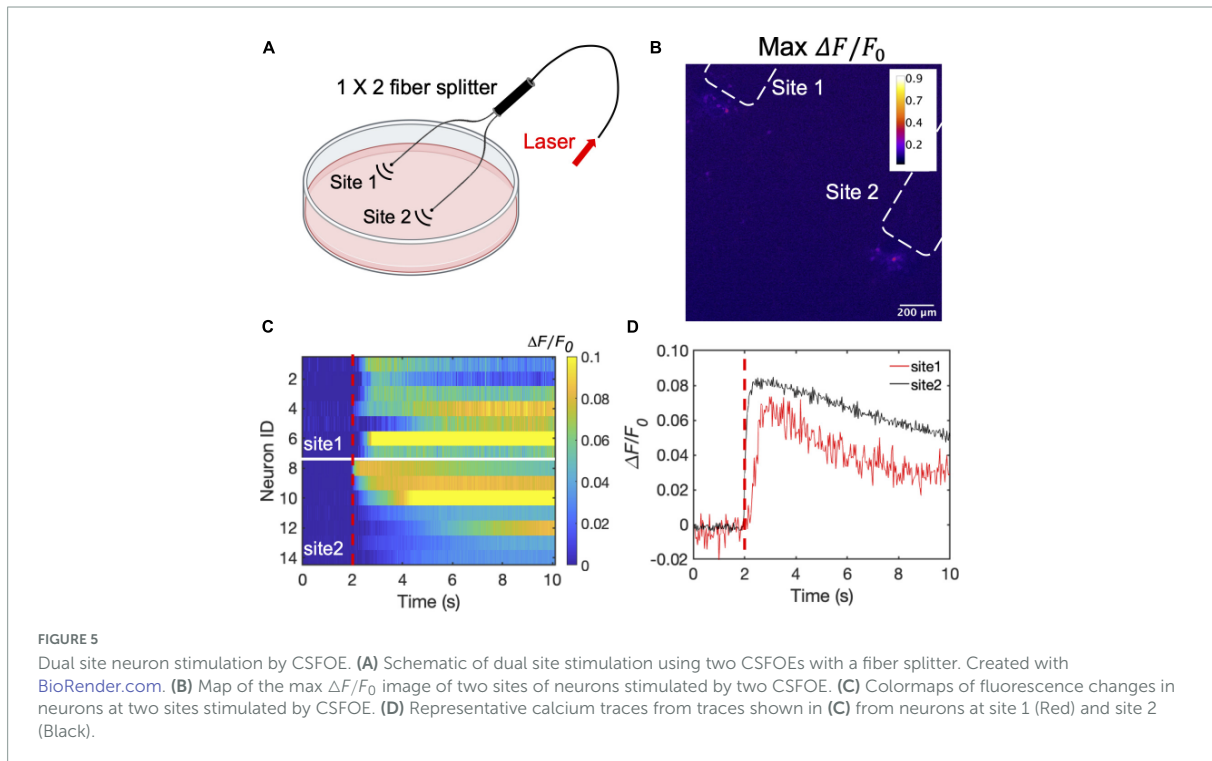 A
1 X 2 fiber splitter
Laser
Site 1
Site 2
B
Max ΔF/F0
Site 1
0.9
0.7
0.4
0.2
Site 2
200 μm
C
ΔF/F0
Neuron ID
2
4
6
site1
8
10
12
site2
14
0 2 4 6 8 10
Time (s)
0.1
0.08
0.06
0.04
0.02
0
D
ΔF/F0
0.10
0.08
0.06
0.04
0.02
0
-0.02
site1
site2
0 2 4 6 8 10
Time (s)
FIGURE 5
Dual site neuron stimulation by CSFOE. (A) Schematic of dual site stimulation using two CSFOEs with a fiber splitter. Created with
BioRender.com. (B) Map of the max △F/F0 image of two sites of neurons stimulated by two CSFOE. (C) Colormaps of fluorescence changes in
neurons at two sites stimulated by CSFOE. (D) Representative calcium traces from traces shown in (C) from neurons at site 1 (Red) and site 2
(Black).